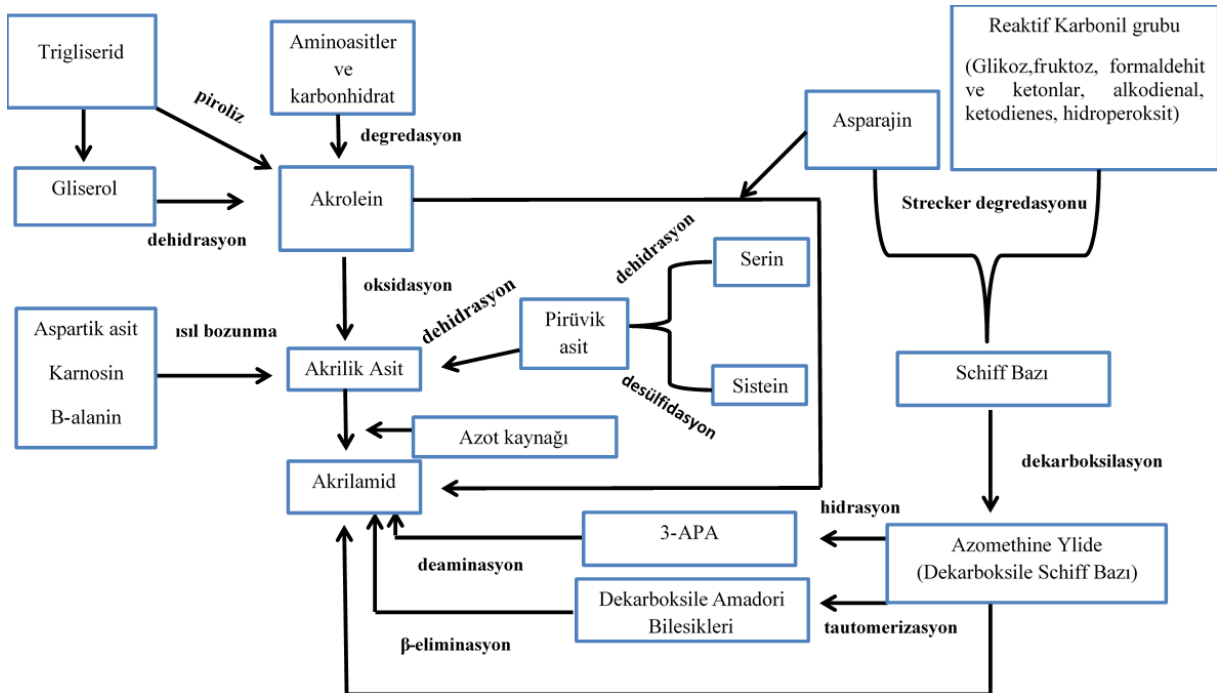 Trigliserid
Aminoasitler
ve
karbonhidrat
Reaktif Karbonil grubu
(Glikoz,fruktoz, formaldehit
ve ketonlar, alkodienal,
ketodienes, hidroperoksit)
piroliz
degredasyon
Asparajin
Gliserol
Akrolein
dehidrasyon
Strecker degredasyonu
oksidasyon
dehidrasyon
dehidrasyon
Serin
Pirüvik
asit
Sistein
desülfidasyon
Aspartik asit
Karnosin
B-alanin
ısıl bozunma
Akrilik Asit
Schiff Bazı
Azot kaynağı
dekarboksilasyon
Akrilamid
hidrasyon
3-APA
deaminasyon
Azomethine Ylide
(Dekarboksile Schiff Bazı)
Dekarboksile Amadori
Bilesikleri
tautomerizasyon
β-eliminasyon